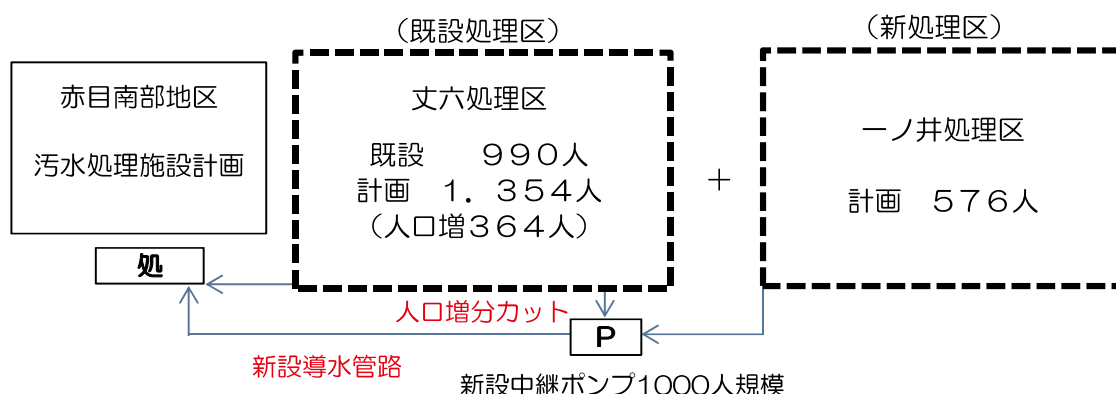 （既設処理区）
（新処理区）
赤目南部地区
汚水処理施設計画
丈六処理区
既設　９９０人
計画　１．３５４人
（人口増３６４人）
＋
一ノ井処理区
計画　５７６人
処
人口増分カット
P
新設導水管路
新設中継ポンプ1000人規模